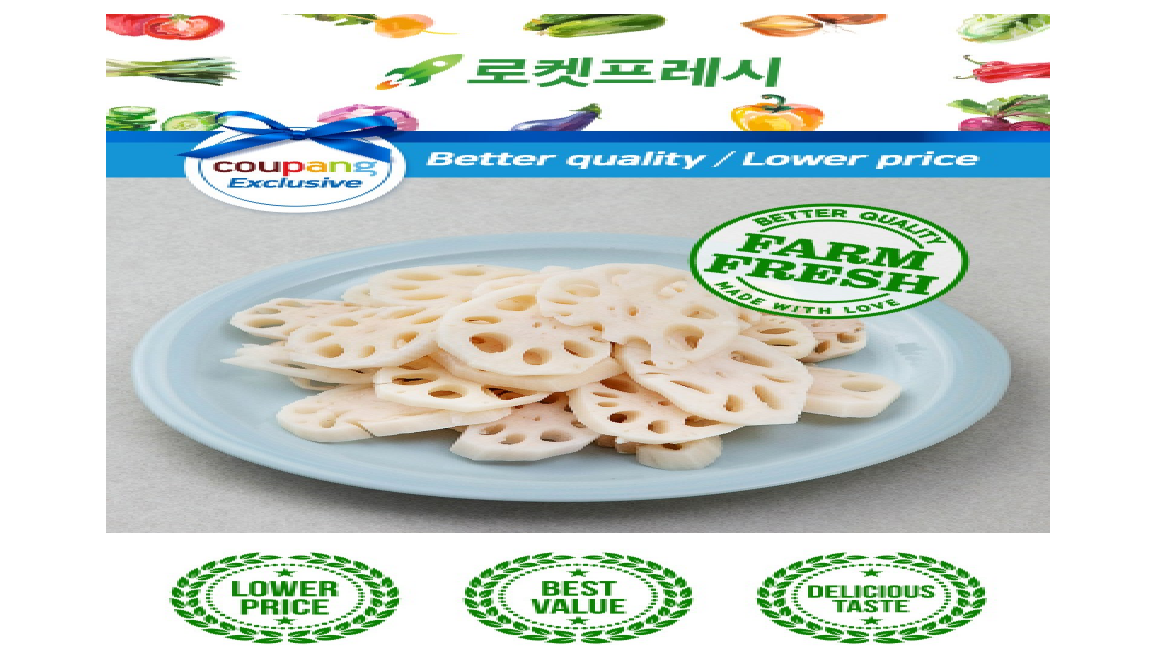 로켓프레시
coupang
Exclusive
Better quality / Lower price
BETTER QUALITY
FARM
FRESH
MADE WITH LOVE
LOWER
PRICE
BEST
VALUE
DELICIOUS
TASTE